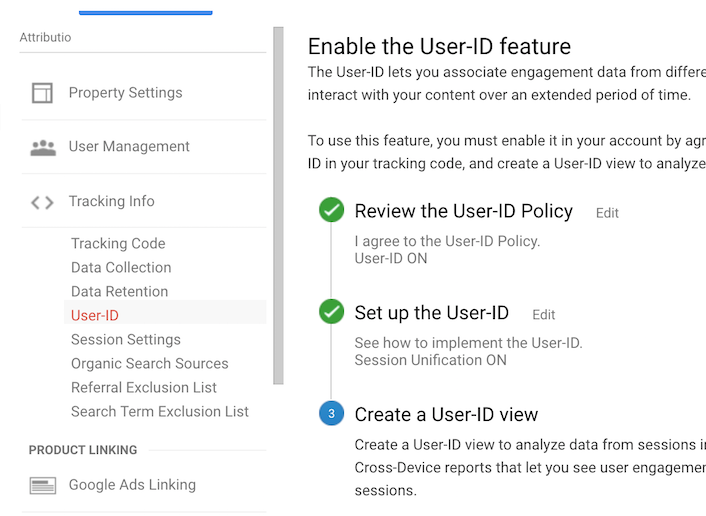 Attributio
Property Settings
User Management
Tracking Info
Tracking Code
Data Collection
Data Retention
User-ID
Session Settings
Organic Search Sources
Referral Exclusion List
Search Term Exclusion List
PRODUCT LINKING
Google Ads Linking
Enable the User-ID feature
The User-ID lets you associate engagement data from differe
interact with your content over an extended period of time.
To use this feature, you must enable it in your account by agr
ID in your tracking code, and create a User-ID view to analyze
Review the User-ID Policy Edit
I agree to the User-ID Policy.
User-ID ON
Set up the User-ID Edit
See how to implement the User-ID.
Session Unification ON
3 Create a User-ID view
Create a User-ID view to analyze data from sessions i
Cross-Device reports that let you see user engagemer
sessions.